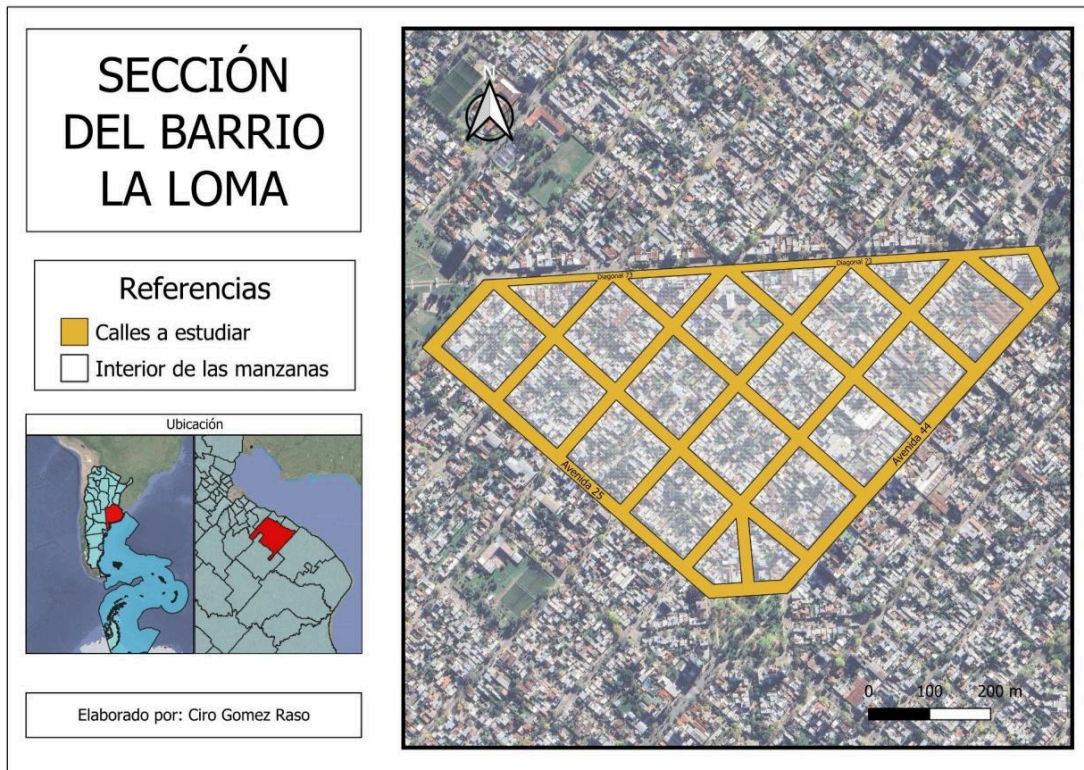 SECCIÓN
DEL BARRIO
LA LOMA
Referencias
Calles a estudiar
Interior de las manzanas
Ubicación
Elaborado por: Ciro Gomez Raso
N
Diagonal 73
Diagonal 73
Avenida 25
Avenida 44
0 100 200 m